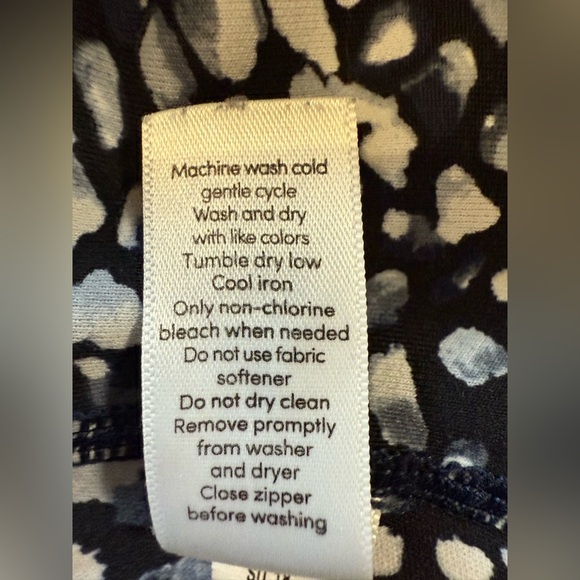 Machine wash cold
gentle cycle
Wash and dry
with like colors
Tumble dry low
Cool iron
Only non-chlorine
bleach when needed
Do not use fabric
softener
Do not dry clean
Remove promptly
from washer
and dryer
Close zipper
before washing